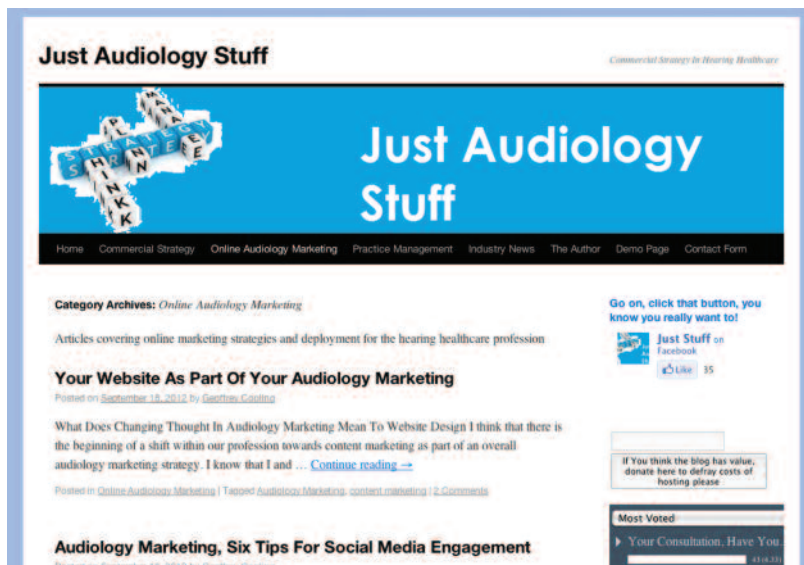 Just Audiology Stuff
Commercial Strategy In Hearing Healthcare
MANAGE
PLAN
STRATEGY
THINK
Just Audiology
Stuff
Home Commercial Strategy Online Audiology Marketing Practice Management Industry News The Author Demo Page Contact Form
Category Archives: Online Audiology Marketing
Articles covering online marketing strategies and deployment for the hearing healthcare profession
Your Website As Part Of Your Audiology Marketing
Posted on September 18, 2012 by Geoffrey Cooling
What Does Changing Thought In Audiology Marketing Mean To Website Design I think that there is
the beginning of a shift within our profession towards content marketing as part of an overall
audiology marketing strategy. I know that I and … Continue reading →
Posted in Online Audiology Marketing | Tagged Audiology Marketing, content marketing | 2 Comments
Audiology Marketing, Six Tips For Social Media Engagement
Go on, click that button, you
know you really want to!
Just Stuff on
Facebook
Like 35
If You think the blog has value,
donate here to defray costs of
hosting please
Most Voted
Your Consultation, Have You